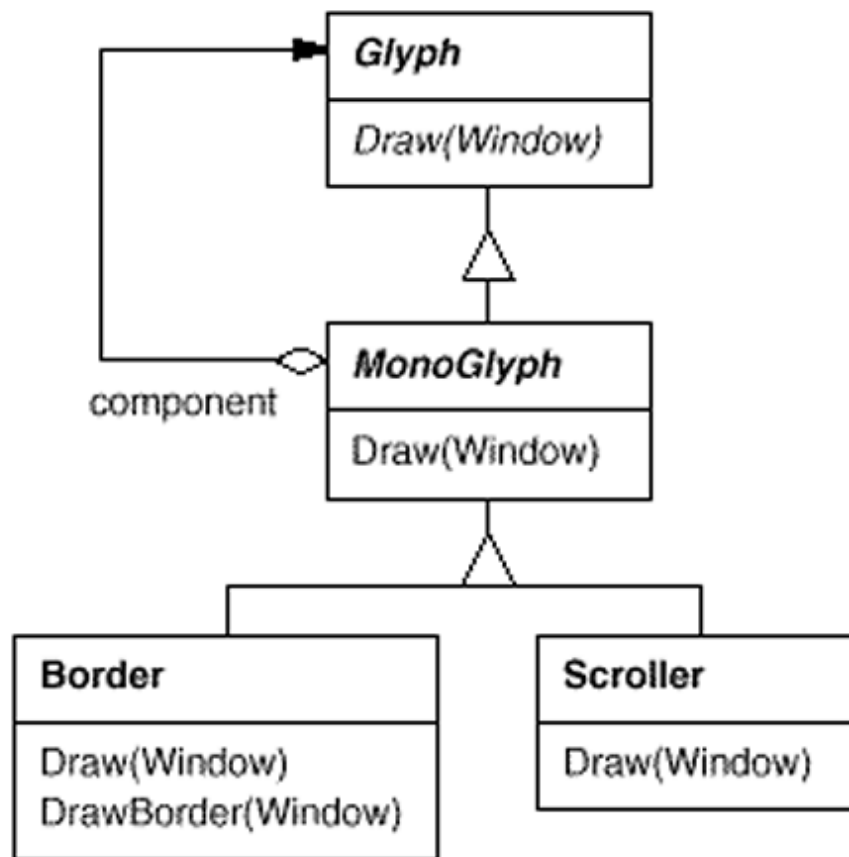 Glyph
Draw(Window)
MonoGlyph
component
Draw(Window)
Border
Draw(Window)
DrawBorder(Window)
Scroller
Draw(Window)